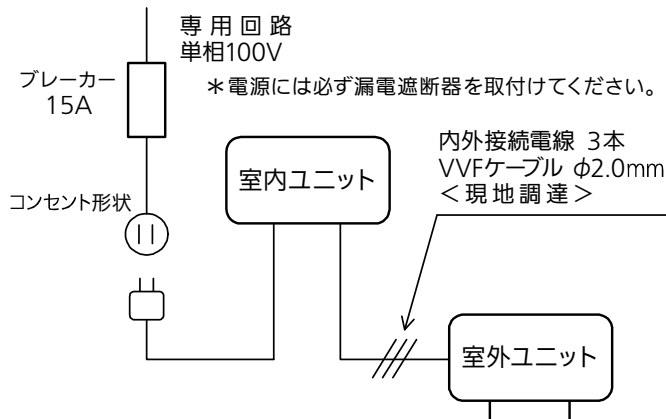 専用回路
単相100V
ブレーカー
15A
＊電源には必ず漏電遮断器を取付けてください。
内外接続電線 3本
VVFケーブル φ2.0mm
＜現地調達＞
室内ユニット
コンセント形状
室外ユニット